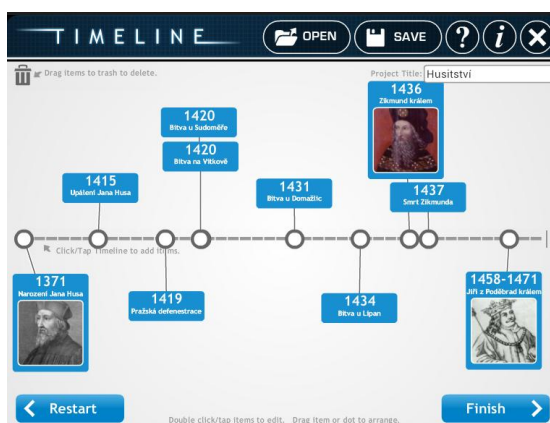 TIMELINE
OPEN
SAVE
?
i
X
Drag items to trash to delete.
Project Title: Husitství
1436
Zikmund králem
1420
Bitva u Sudoměře
1420
Bitva na Vítkově
1415
Upálení Jana Husa
1431
Bitva u Domažlic
1437
Smrt Zikmunda
Click/Tap Timeline to add items.
1371
Narození Jana Husa
1419
Pražská defenestrace
1434
Bitva u Lipan
1458-1471
Jiří z Poděbrad králem
Restart
Double click/tap items to edit. Drag item or dot to arrange.
Finish